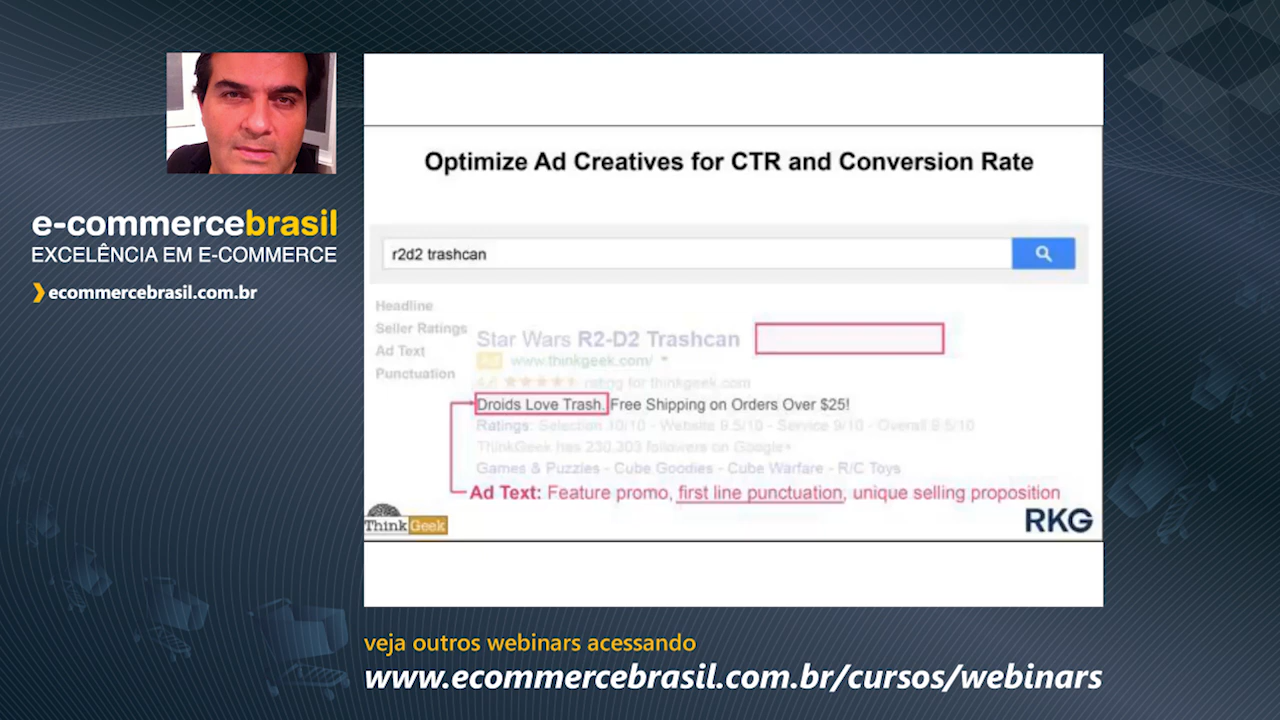 e-commercebrasil
EXCELÊNCIA EM E-COMMERCE
ecommercebrasil.com.br
Optimize Ad Creatives for CTR and Conversion Rate
r2d2 trashcan
Headline
Seller Ratings
Ad Text
Punctuation
Star Wars R2-D2 Trashcan
Ad www.thinkgeek.com/
4.6 rating for thinkgeek.com
Droids Love Trash. Free Shipping on Orders Over $25!
Ratings: Selection 10/10 - Website 9.5/10 - Service 9/10 - Overall 9.5/10
ThinkGeek has 230,303 followers on Google+
Games & Puzzles - Cube Goodies - Cube Warfare - R/C Toys
Ad Text: Feature promo, first line punctuation, unique selling proposition
ThinkGeek
RKG
veja outros webinars acessando
www.ecommercebrasil.com.br/cursos/webinars